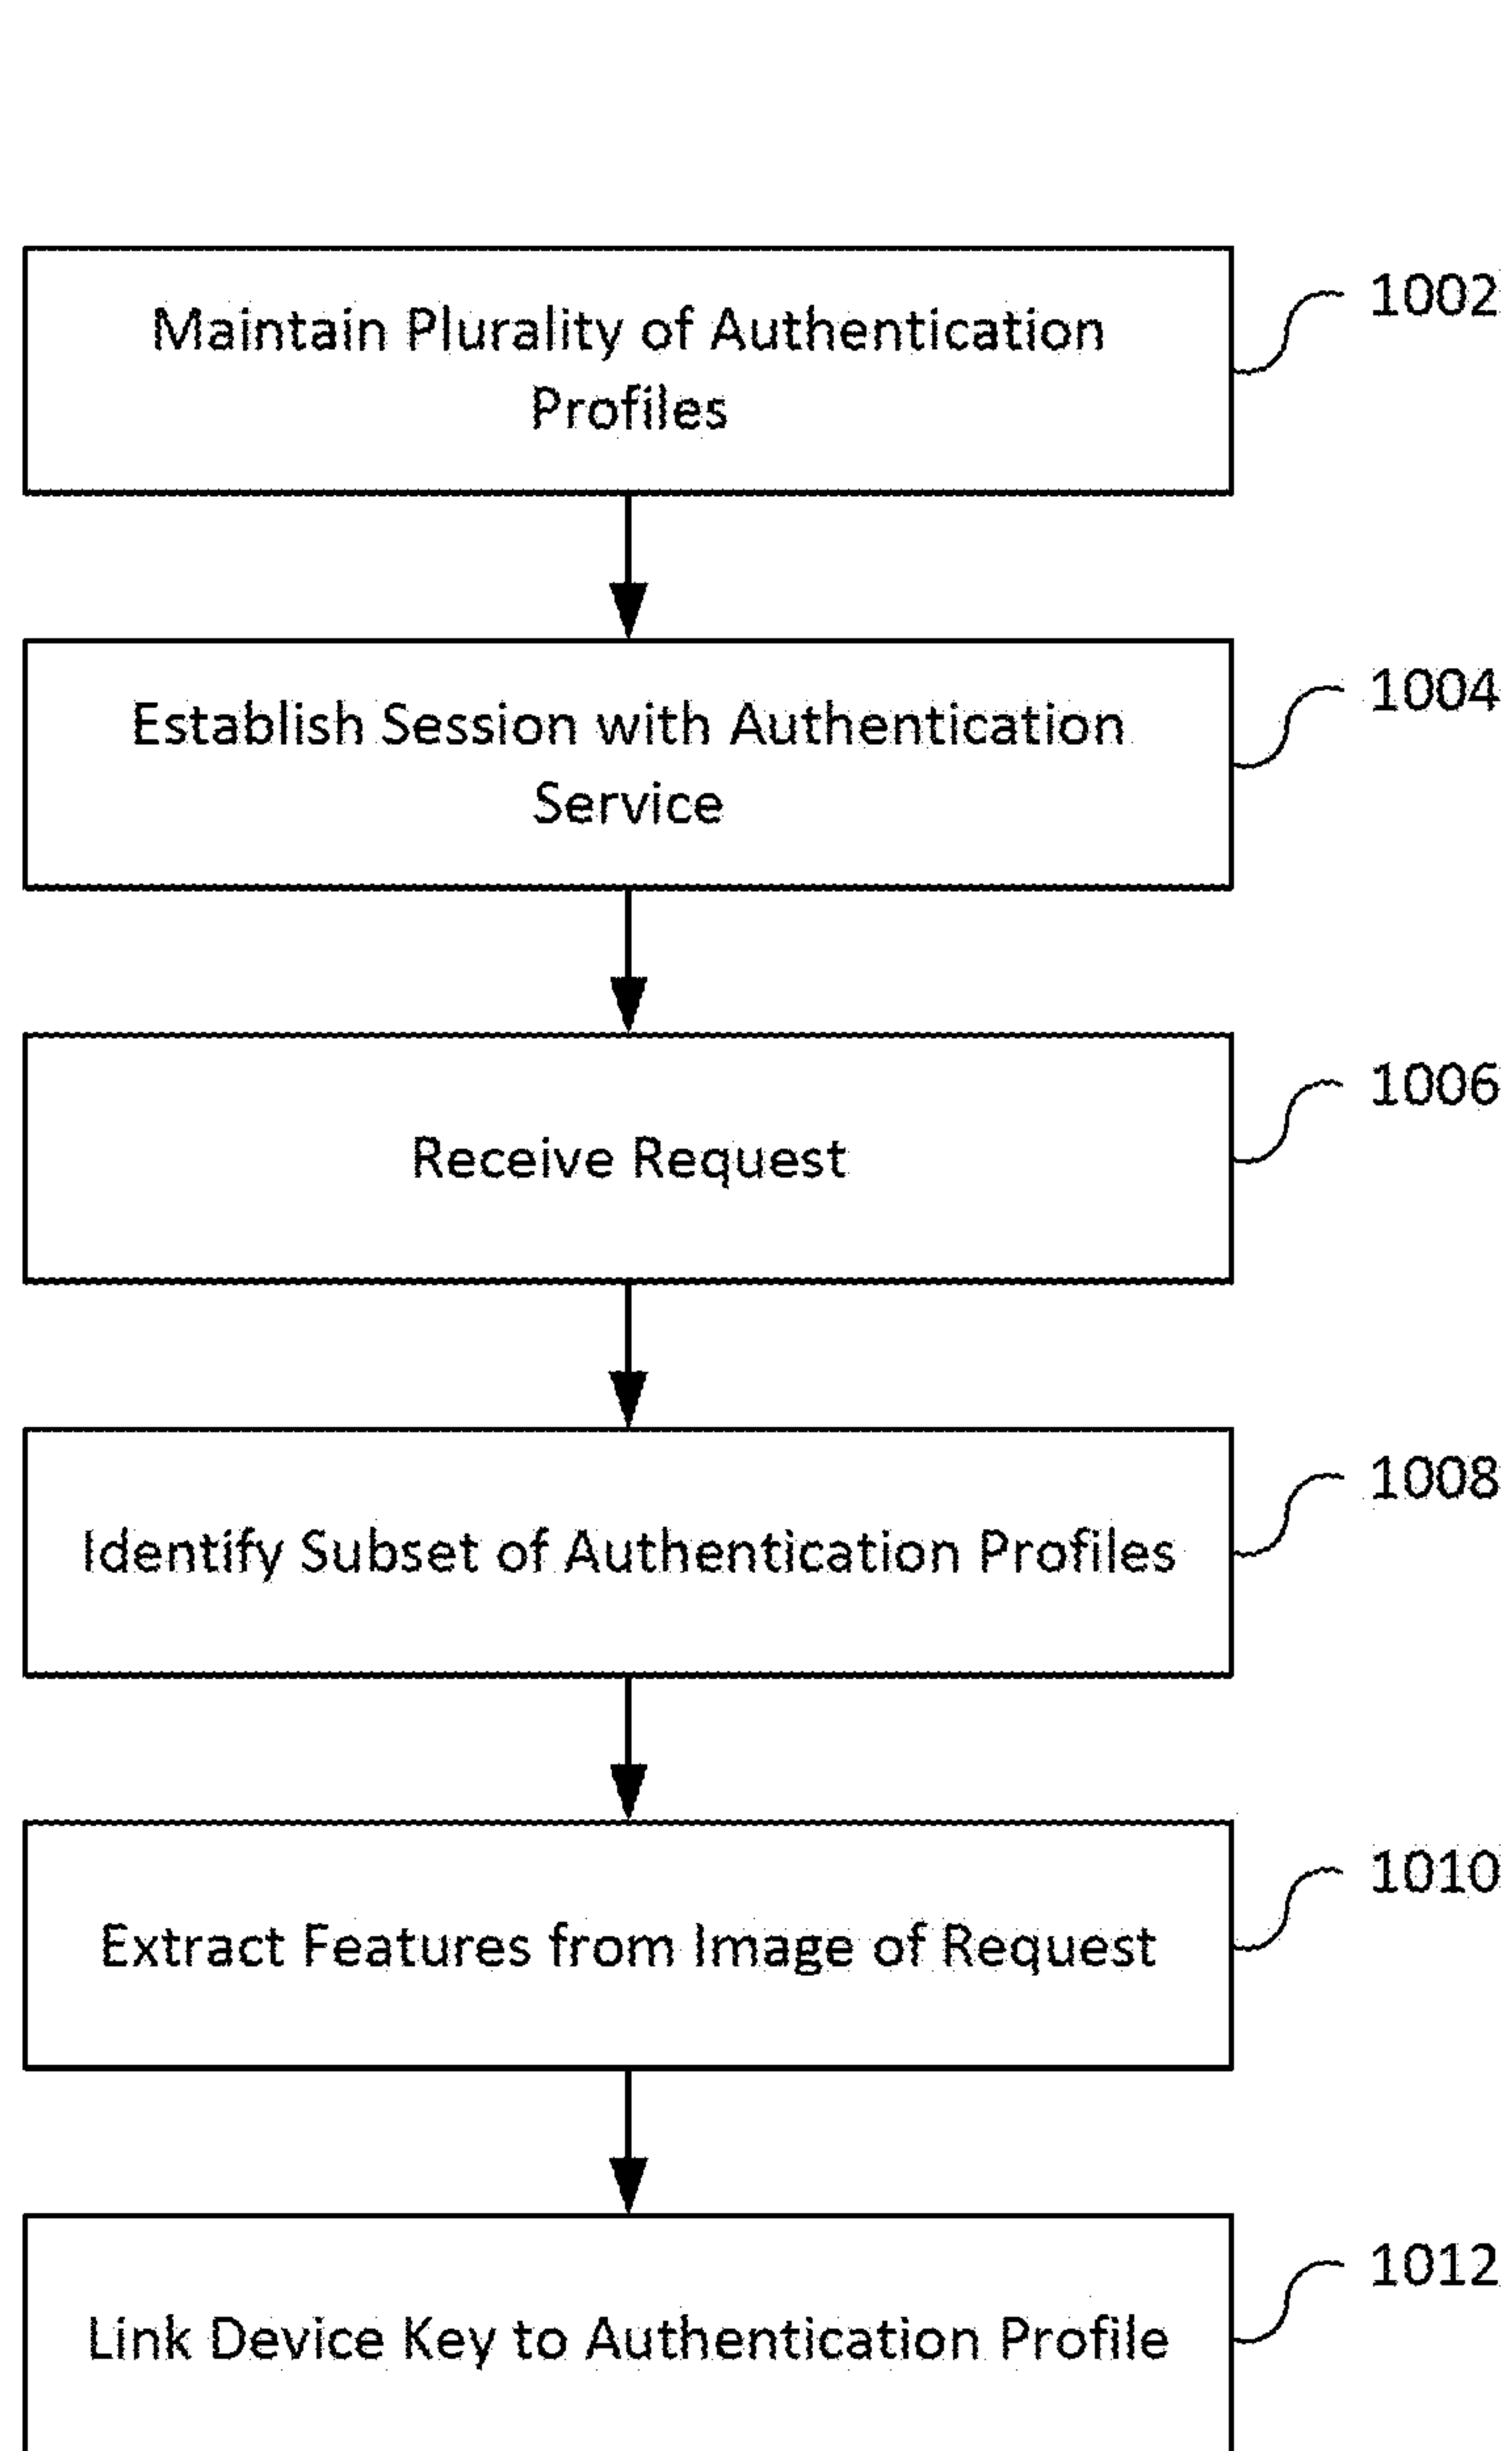 Maintain Plurality of Authentication
Profiles
1002
Establish Session with Authentication
Service
1004
Receive Request
1006
Identify Subset of Authentication Profiles
1008
Extract Features from Image of Request
1010
Link Device Key to Authentication Profile
1012